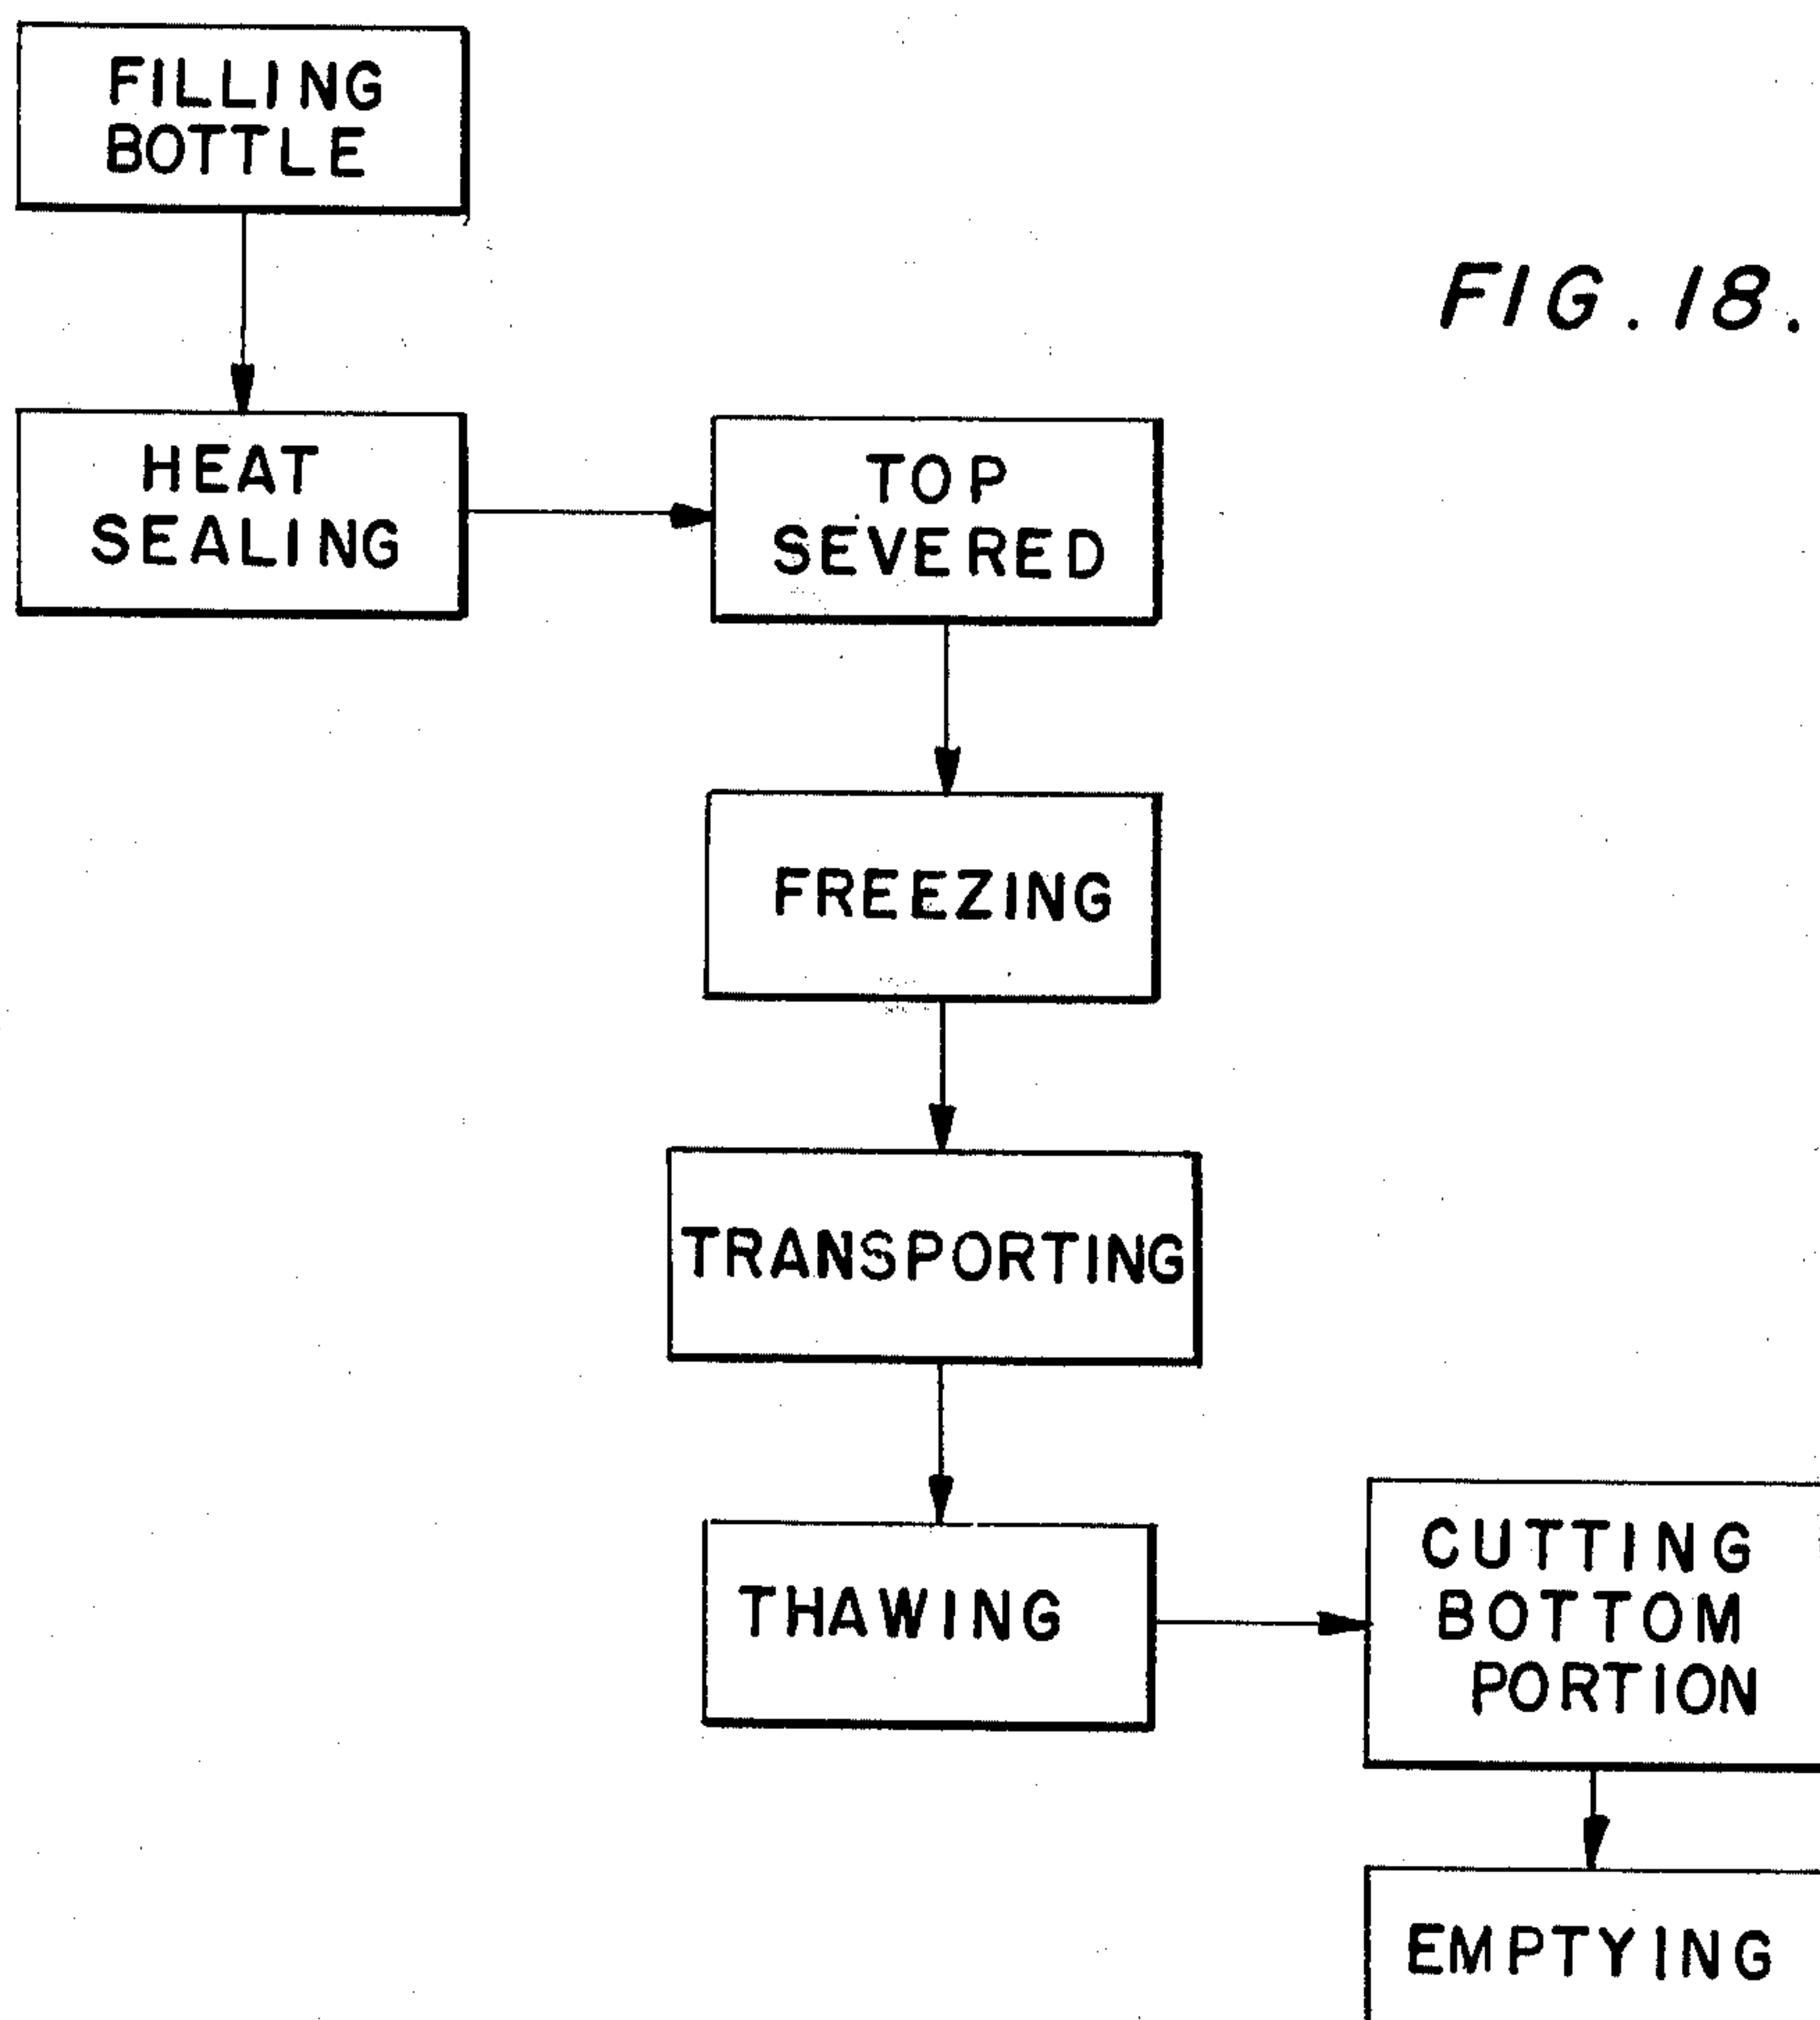 FILLING
BOTTLE
FIG. 18.
HEAT
SEALING
TOP
SEVERED
FREEZING
TRANSPORTING
THAWING
CUTTING
BOTTOM
PORTION
EMPTYING